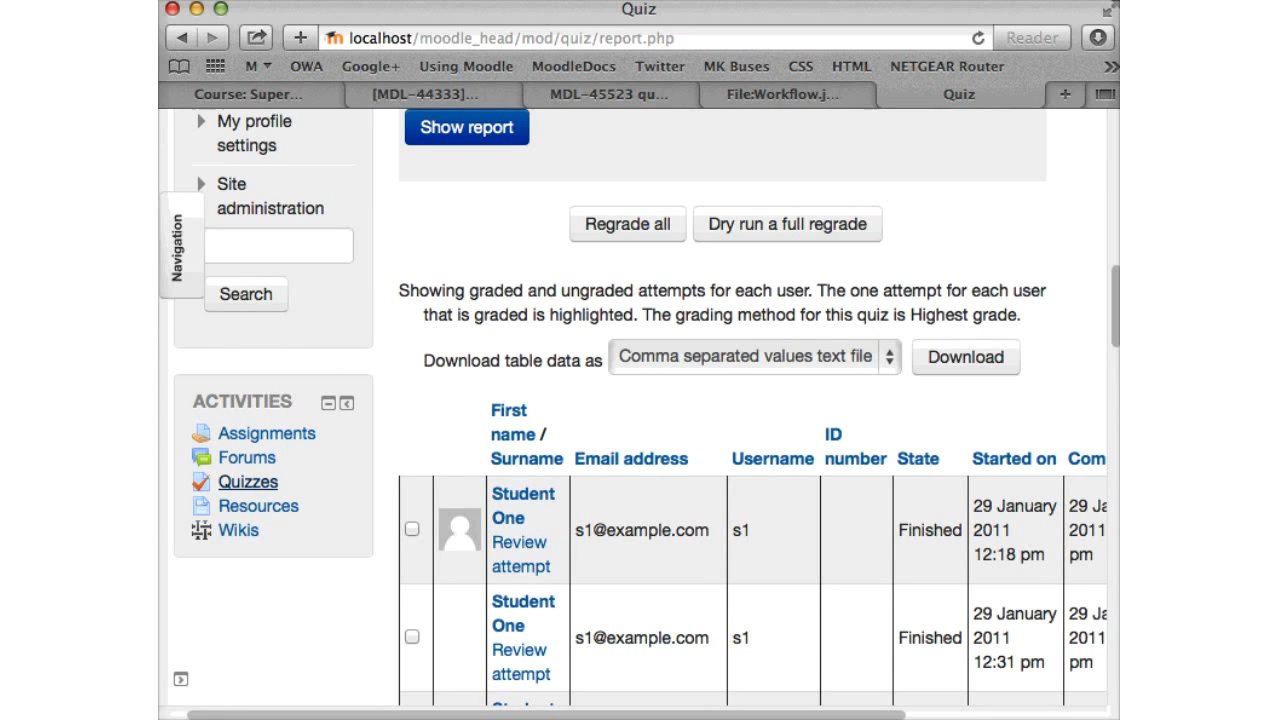 Quiz
localhost/moodle_head/mod/quiz/report.php
Reader
M OWA Google+ Using Moodle MoodleDocs Twitter MK Buses CSS HTML NETGEAR Router
Course: Super... [MDL-44333]... MDL-45523 qu... File:Workflow.j... Quiz
My profile
settings
Site
administration
Navigation
Search
ACTIVITIES
Assignments
Forums
Quizzes
Resources
Wikis
Show report
Regrade all Dry run a full regrade
Showing graded and ungraded attempts for each user. The one attempt for each user
that is graded is highlighted. The grading method for this quiz is Highest grade.
Download table data as Comma separated values text file Download
First
name / ID
Surname Email address Username number State Started on Com
Student 29 January 29 Ja
One
s1@example.com s1 Finished 2011 2011
Review
12:18 pm pm
attempt
Student 29 January 29 Ja
One
s1@example.com s1 Finished 2011 2011
Review
12:31 pm pm
attempt